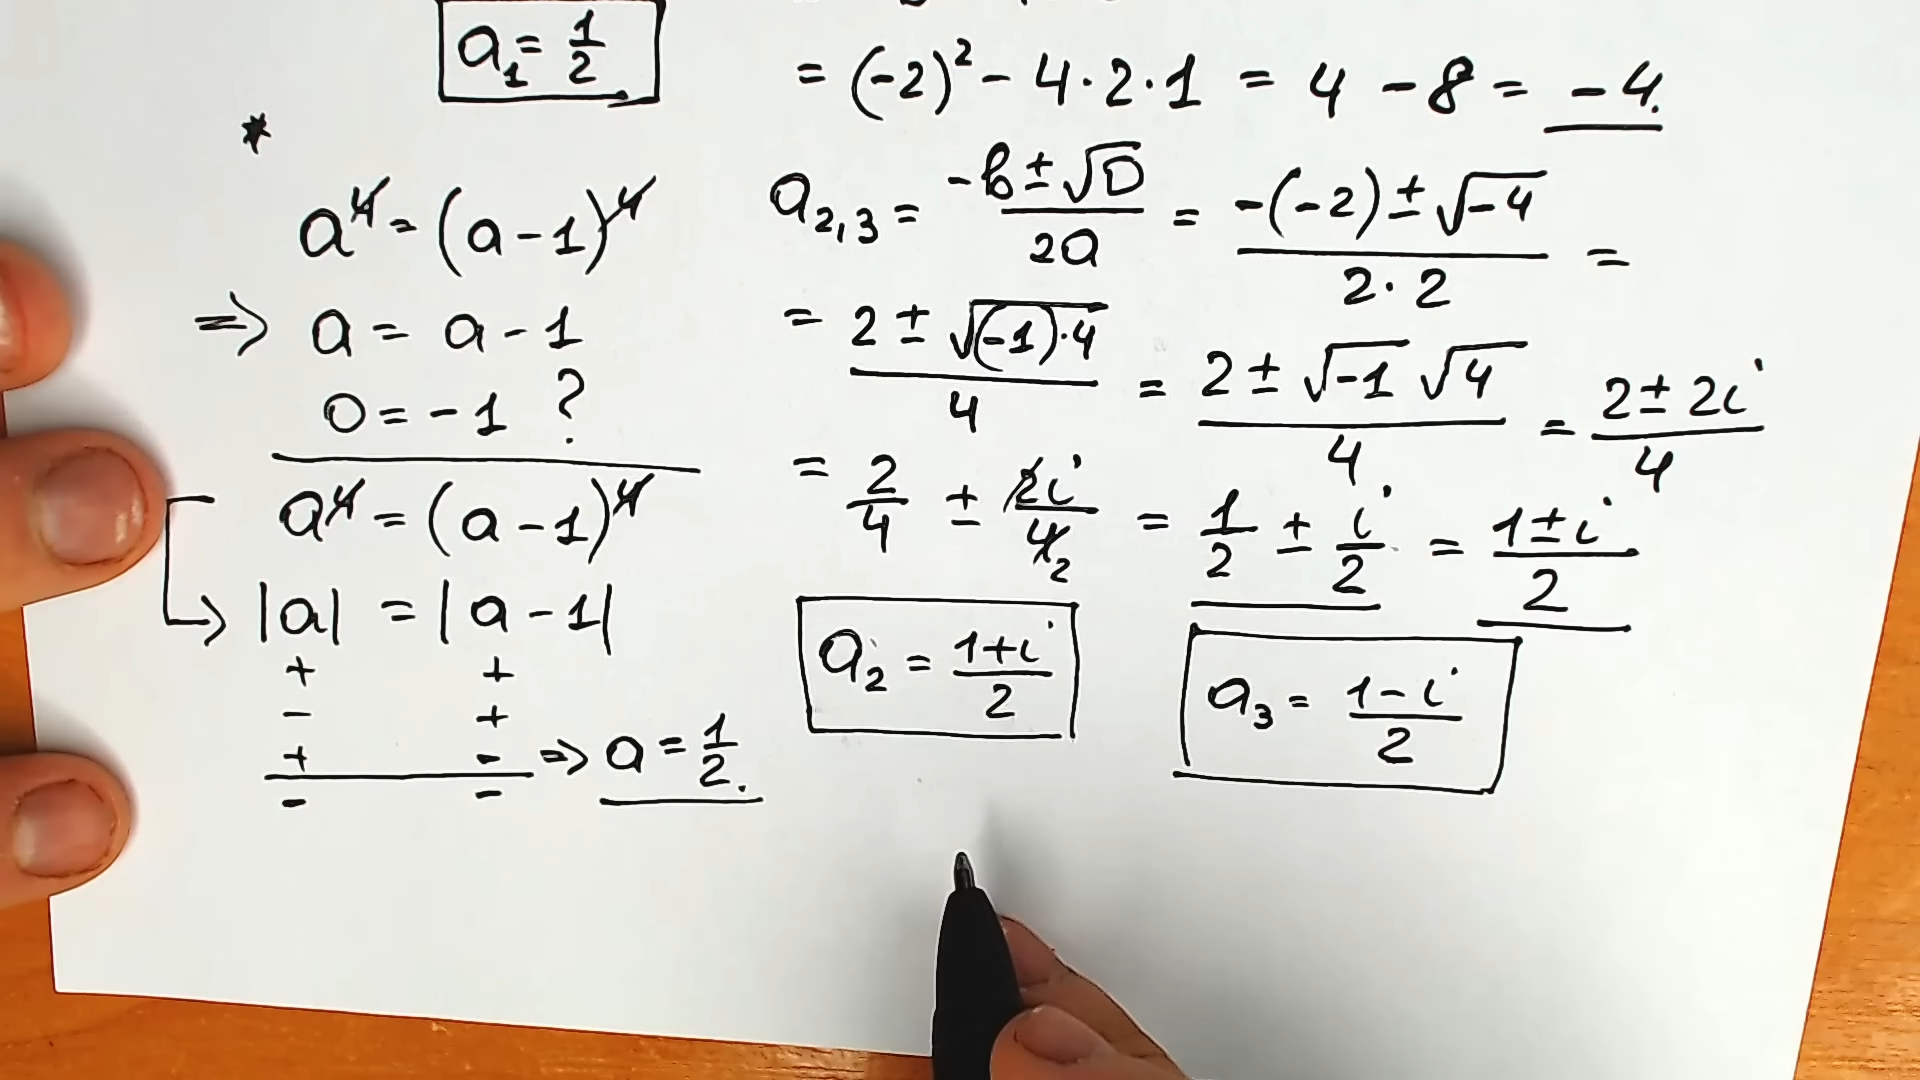 a₁ = 1/2
*
a⁴ = (a - 1)⁴
=> a = a - 1
0 = - 1 ?
a⁴ = (a - 1)⁴
|a| = |a - 1|
+ +
- +
+ - => a = 1/2.
- -
= (-2)² - 4·2·1 = 4 - 8 = -4.
a₂,₃ = (-b ± √D)/(2a) = (-(-2) ± √-4)/(2·2) =
= (2 ± √((-1)·4))/4 = (2 ± √-1 √4)/4 = (2 ± 2i)/4
= 2/4 ± 2i/4 2 = 1/2 ± i/2 = (1 ± i)/2
a₂ = (1+i)/2
a₃ = (1-i)/2